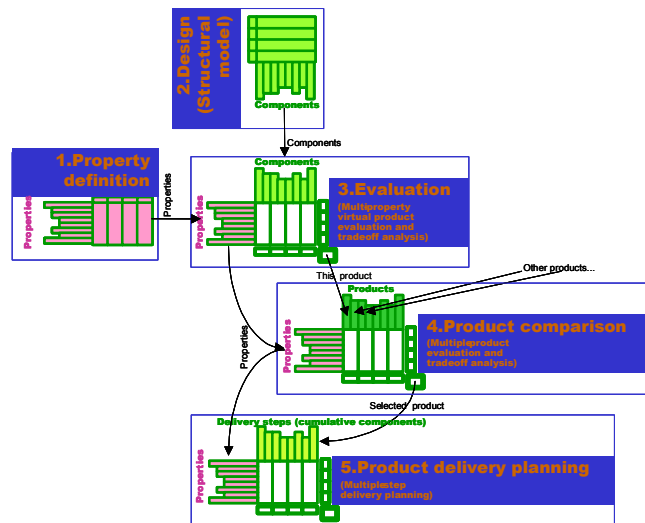 2.Design
(Structural
model)
Components
Components
1.Property
definition
Properties
Properties
Components
Properties
3.Evaluation
(Multiproperty
virtual product
evaluation and
tradeoff analysis)
This product
Other products...
Products
Properties
4.Product comparison
(Multipleproduct
evaluation and
tradeoff analysis)
Properties
Selected product
Delivery steps (cumulative components)
Properties
5.Product delivery planning
(Multiplestep
delivery planning)